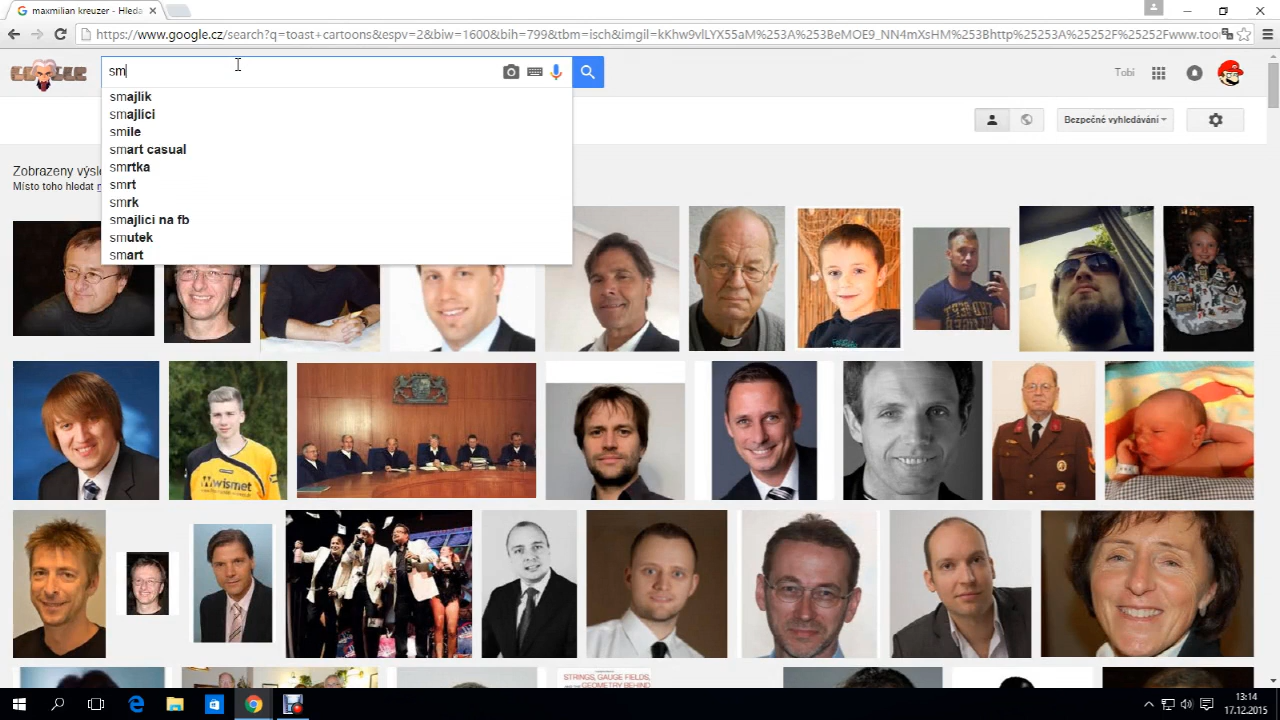 maxmilian kreuzer - Hleda
https://www.google.cz/search?q=toast+cartoons&espv=2&biw=1600&bih=799&tbm=isch&imgil=kKhw9vlLYX55aM%253A%253BeMOE9_NN4mXsHM%253Bhttp%25253A%25252F%25252Fwww.too
sm
Tobi
smajlik
smajlíci
smile
smart casual
smrtka
smrt
smrk
smajlici na fb
smutek
smart
Bezpečné vyhledávání
Zobrazeny výsl
Místo toho hledat
wismet
STRINGS, GAUGE FIELDS,
GEOMETRY BEHIND
13:14
17.12.2015